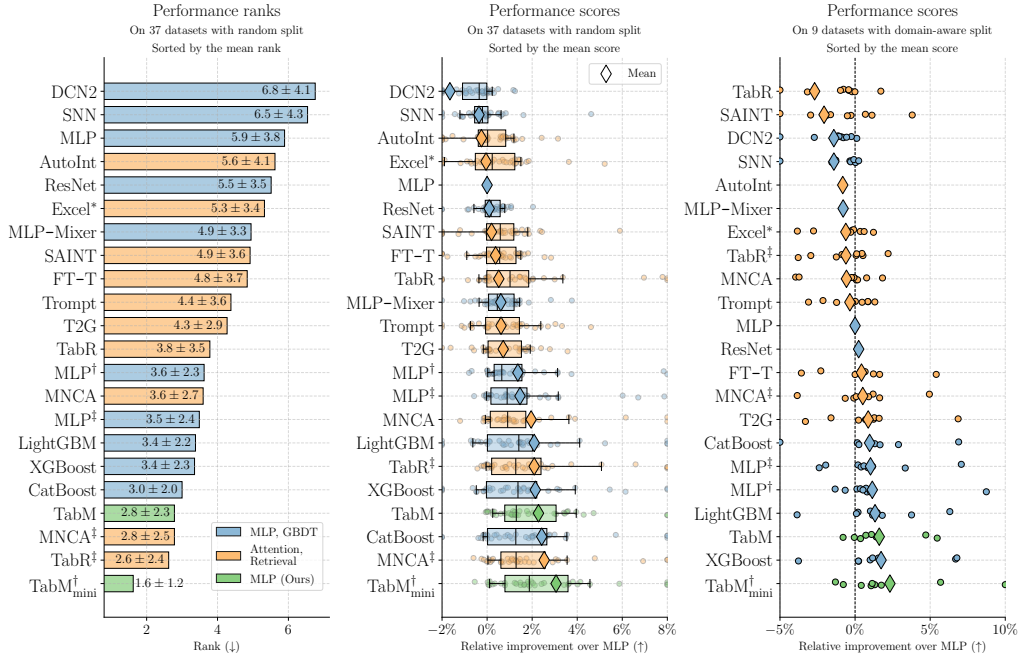 Performance ranks
On 37 datasets with random split
Sorted by the mean rank
DCN2 6.8 ± 4.1
SNN 6.5 ± 4.3
MLP 5.9 ± 3.8
AutoInt 5.6 ± 4.1
ResNet 5.5 ± 3.5
Excel* 5.3 ± 3.4
MLP-Mixer 4.9 ± 3.3
SAINT 4.9 ± 3.6
FT-T 4.8 ± 3.7
Trompt 4.4 ± 3.6
T2G 4.3 ± 2.9
TabR 3.8 ± 3.5
MLP† 3.6 ± 2.3
MNCA 3.6 ± 2.7
MLP‡ 3.5 ± 2.4
LightGBM 3.4 ± 2.2
XGBoost 3.4 ± 2.3
CatBoost 3.0 ± 2.0
TabM 2.8 ± 2.3
MNCA‡ 2.8 ± 2.5
TabR‡ 2.6 ± 2.4
TabM†mini 1.6 ± 1.2
MLP, GBDT
Attention,
Retrieval
MLP (Ours)
2 4 6
Rank (↓)
Performance scores
On 37 datasets with random split
Sorted by the mean score
Mean
DCN2
SNN
AutoInt
Excel*
MLP
ResNet
SAINT
FT-T
TabR
MLP-Mixer
Trompt
T2G
MLP†
MLP‡
MNCA
LightGBM
TabR‡
XGBoost
TabM
CatBoost
MNCA‡
TabM†mini
−2% 0% 2% 4% 6% 8%
Relative improvement over MLP (↑)
Performance scores
On 9 datasets with domain-aware split
Sorted by the mean score
TabR
SAINT
DCN2
SNN
AutoInt
MLP-Mixer
Excel*
TabR‡
MNCA
Trompt
MLP
ResNet
FT-T
MNCA‡
T2G
CatBoost
MLP‡
MLP†
LightGBM
TabM
XGBoost
TabM†mini
−5% 0% 5% 10%
Relative improvement over MLP (↑)